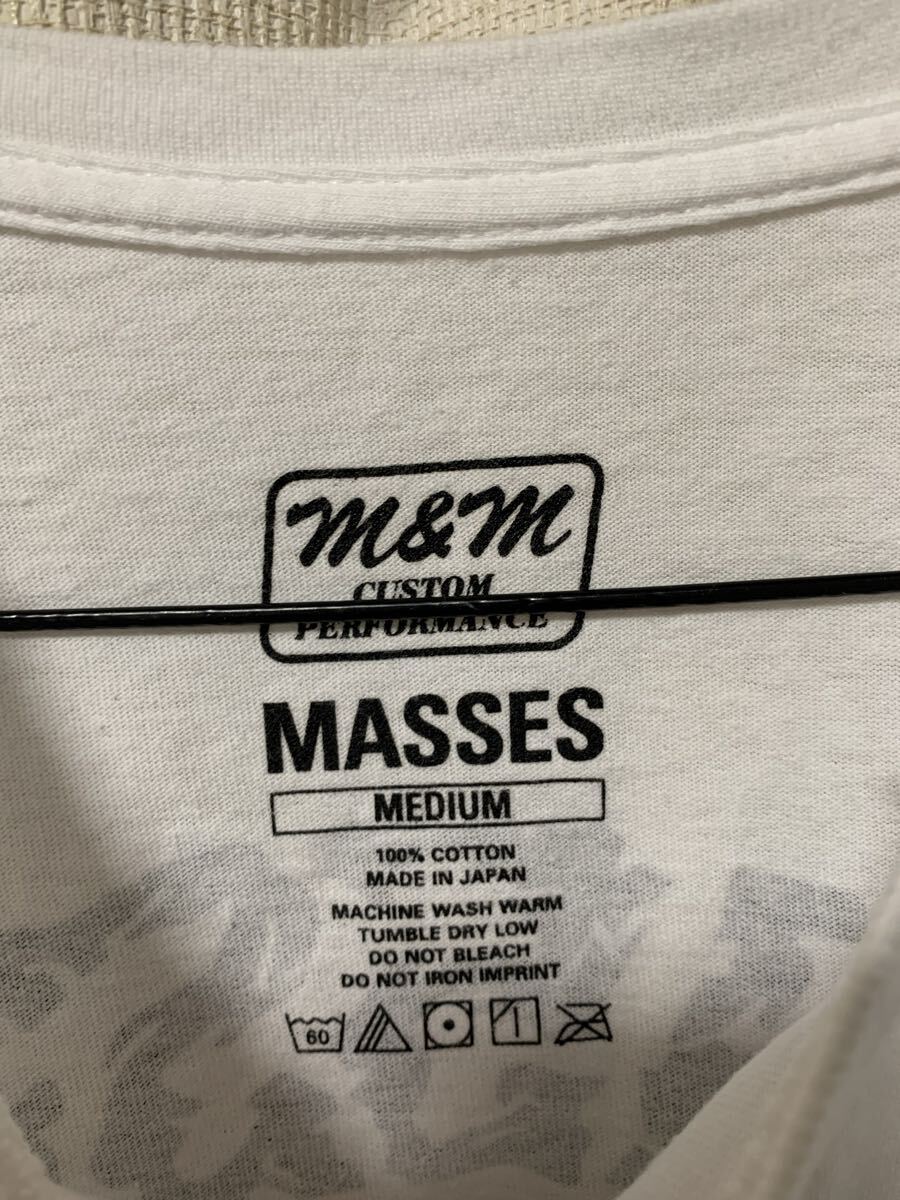 M&M
CUSTOM
PERFORMANCE
MASSES
MEDIUM
100% COTTON
MADE IN JAPAN
MACHINE WASH WARM
TUMBLE DRY LOW
DO NOT BLEACH
DO NOT IRON IMPRINT
60